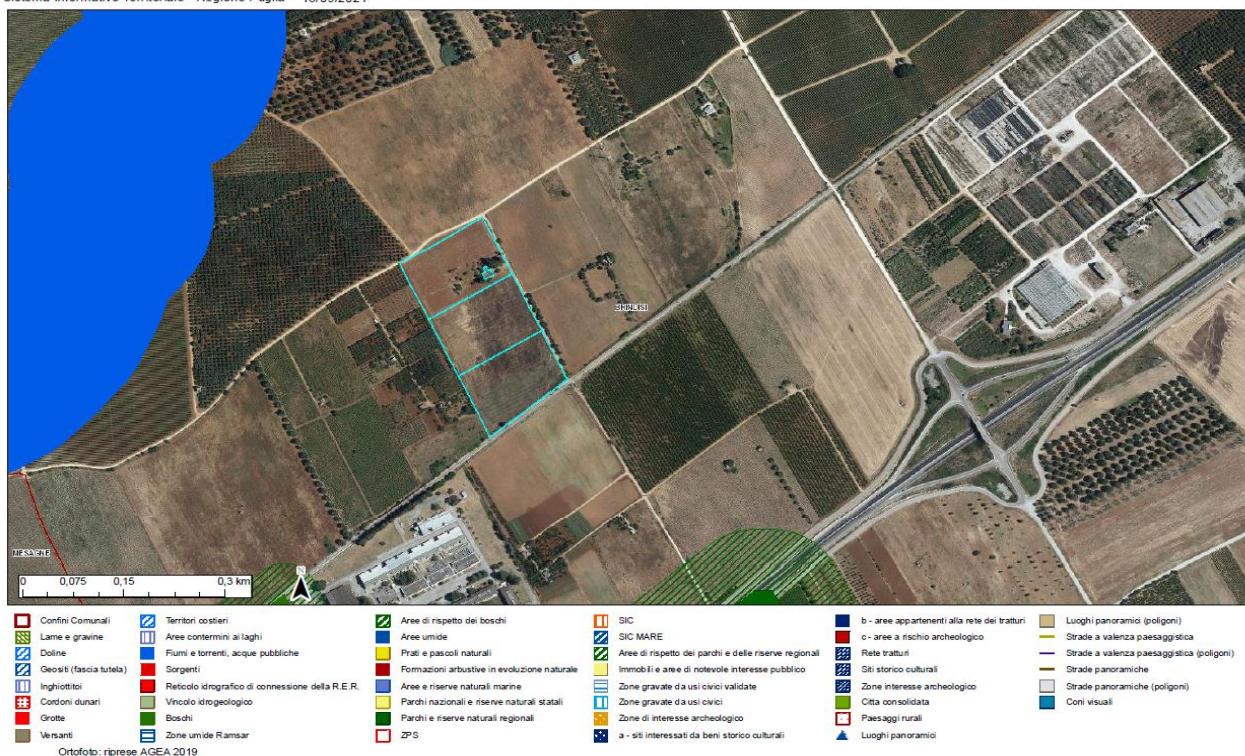 Sistema Informativo Territoriale - Regione Puglia
BRINDISI
MESAGNE
0 0,075 0,15 0,3 km
N
Confini Comunali
Lame e gravine
Doline
Geositi (fascia tutela)
Inghiottitoi
Cordoni dunari
Grotte
Versanti
Territori costieri
Aree contermini ai laghi
Fiumi e torrenti, acque pubbliche
Sorgenti
Reticolo idrografico di connessione della R.E.R.
Vincolo idrogeologico
Boschi
Zone umide Ramsar
Aree di rispetto dei boschi
Aree umide
Prati e pascoli naturali
Formazioni arbustive in evoluzione naturale
Aree e riserve naturali marine
Parchi nazionali e riserve naturali statali
Parchi e riserve naturali regionali
ZPS
SIC
SIC MARE
Aree di rispetto dei parchi e delle riserve regionali
Immobili e aree di notevole interesse pubblico
Zone gravate da usi civici validate
Zone gravate da usi civici
Zone di interesse archeologico
a - siti interessati da beni storico culturali
b - aree appartenenti alla rete dei tratturi
c - aree a rischio archeologico
Rete tratturi
Siti storico culturali
Zone interesse archeologico
Citta consolidata
Paesaggi rurali
Luoghi panoramici
Luoghi panoramici (poligoni)
Strade a valenza paesaggistica
Strade a valenza paesaggistica (poligoni)
Strade panoramiche
Strade panoramiche (poligoni)
Coni visuali
Ortofoto: riprese AGEA 2019